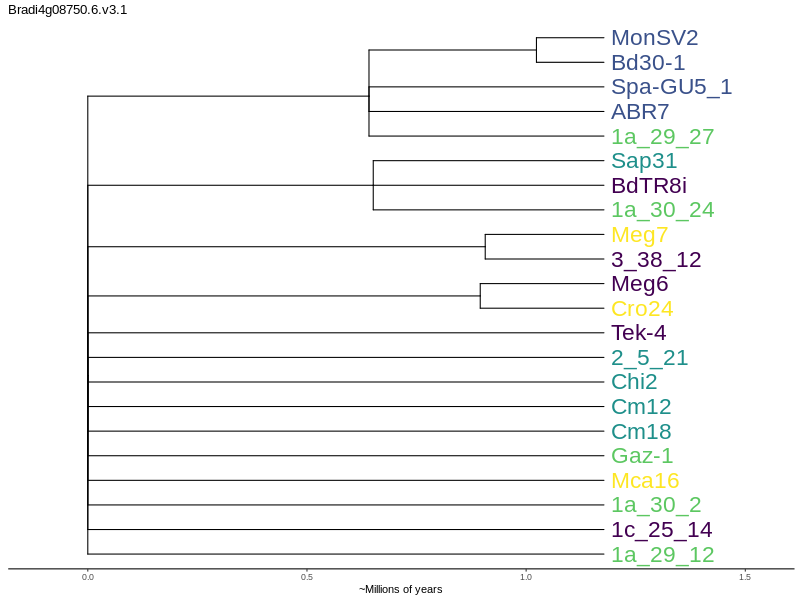 Bradi4g08750.6.v3.1
MonSV2
Bd30-1
Spa-GU5_1
ABR7
1a_29_27
Sap31
BdTR8i
1a_30_24
Meg7
3_38_12
Meg6
Cro24
Tek-4
2_5_21
Chi2
Cm12
Cm18
Gaz-1
Mca16
1a_30_2
1c_25_14
1a_29_12
0.0 0.5 1.0 1.5
~Millions of years